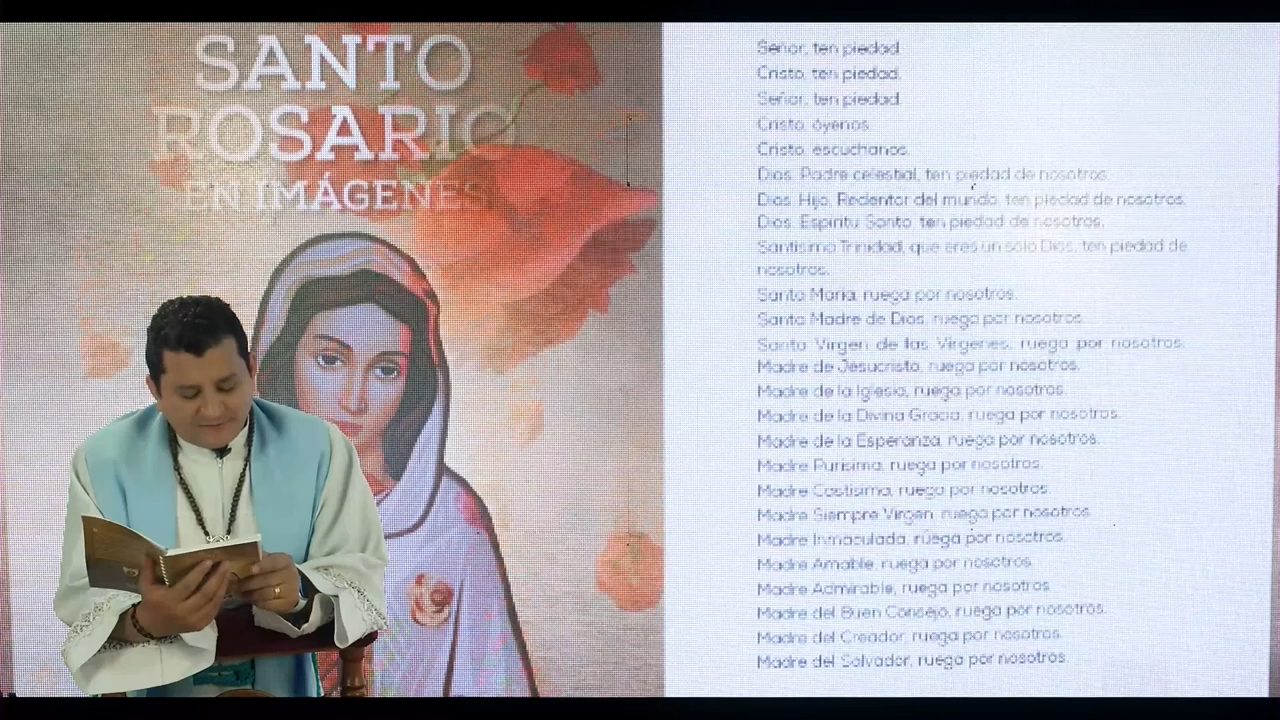 SANTO
ROSARIO
EN IMÁGENES
Señor, ten piedad.
Cristo, ten piedad.
Señor, ten piedad.
Cristo, óyenos.
Cristo, escúchanos.
Dios, Padre celestial, ten piedad de nosotros.
Dios, Hijo, Redentor del mundo, ten piedad de nosotros.
Dios, Espíritu Santo, ten piedad de nosotros.
Santísima Trinidad, que eres un solo Dios, ten piedad de
nosotros.
Santa María, ruega por nosotros.
Santa Madre de Dios, ruega por nosotros.
Santa Virgen de las Vírgenes, ruega por nosotros.
Madre de Jesucristo, ruega por nosotros.
Madre de la Iglesia, ruega por nosotros.
Madre de la Divina Gracia, ruega por nosotros.
Madre de la Esperanza, ruega por nosotros.
Madre Purísima, ruega por nosotros.
Madre Castísima, ruega por nosotros.
Madre Siempre Virgen, ruega por nosotros.
Madre Inmaculada, ruega por nosotros.
Madre Amable, ruega por nosotros.
Madre Admirable, ruega por nosotros.
Madre del Buen Consejo, ruega por nosotros.
Madre del Creador, ruega por nosotros.
Madre del Salvador, ruega por nosotros.